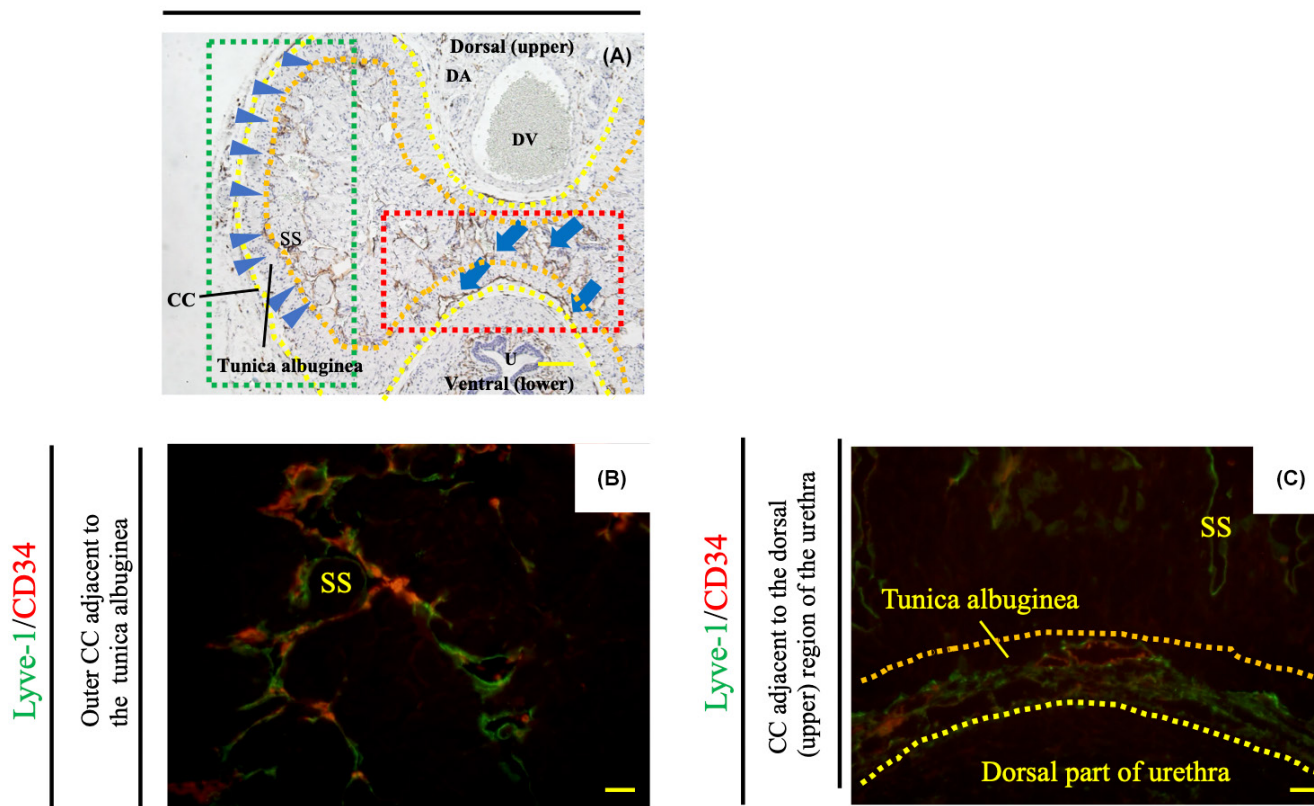 Dorsal (upper)
(A)
DA
DV
SS
CC
Tunica albuginea
U
Ventral (lower)
Lyve-1/CD34
Outer CC adjacent to
the tunica albuginea
(B)
SS
Lyve-1/CD34
CC adjacent to the dorsal
(upper) region of the urethra
(C)
SS
Tunica albuginea
Dorsal part of urethra